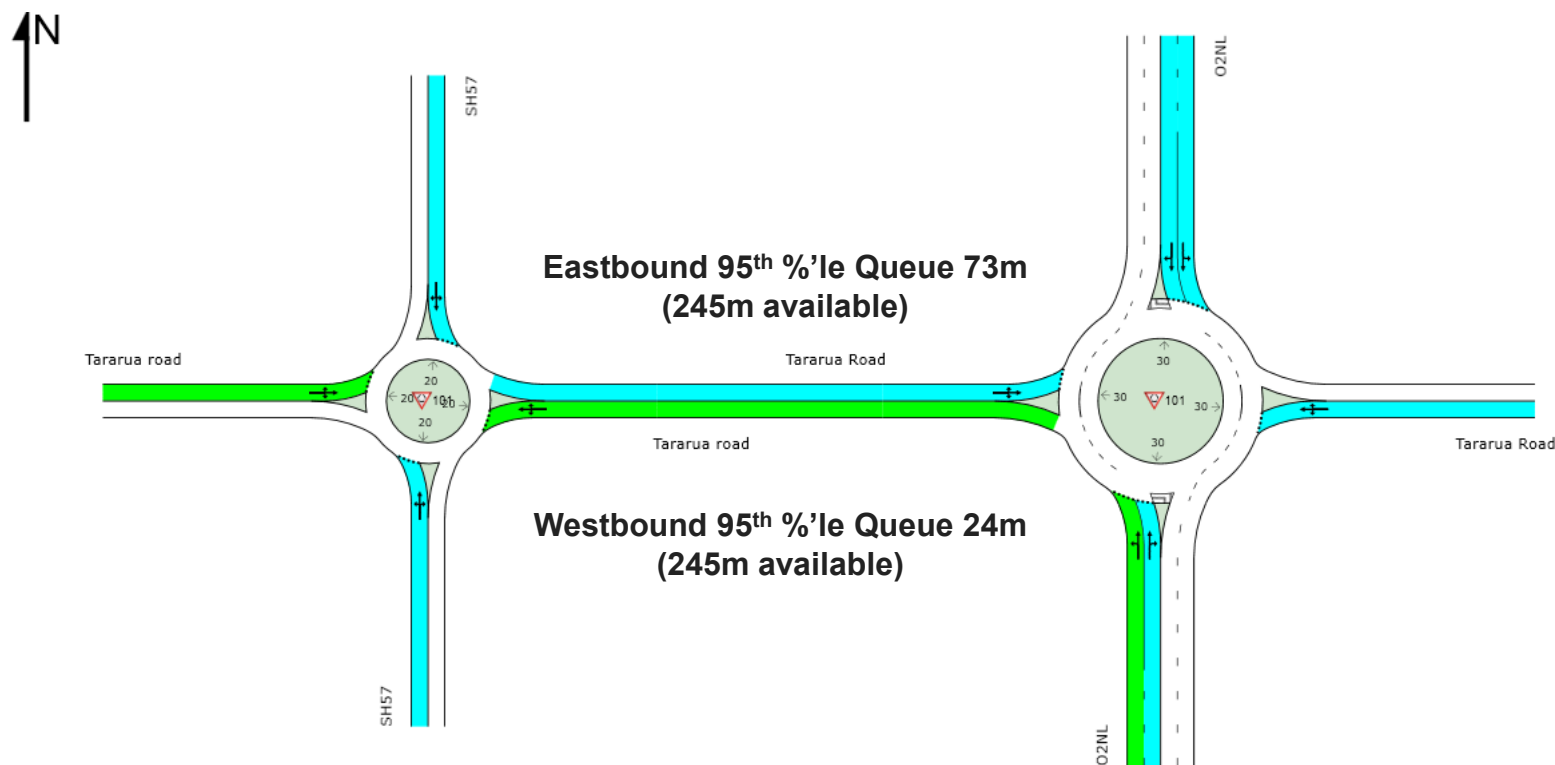 N
SH57
O2NL
Eastbound 95th %’le Queue 73m
(245m available)
Tararua road
Tararua Road
20
20
101
20
20
30
30
101
30
30
Tararua road
Tararua Road
Westbound 95th %’le Queue 24m
(245m available)
SH57
O2NL